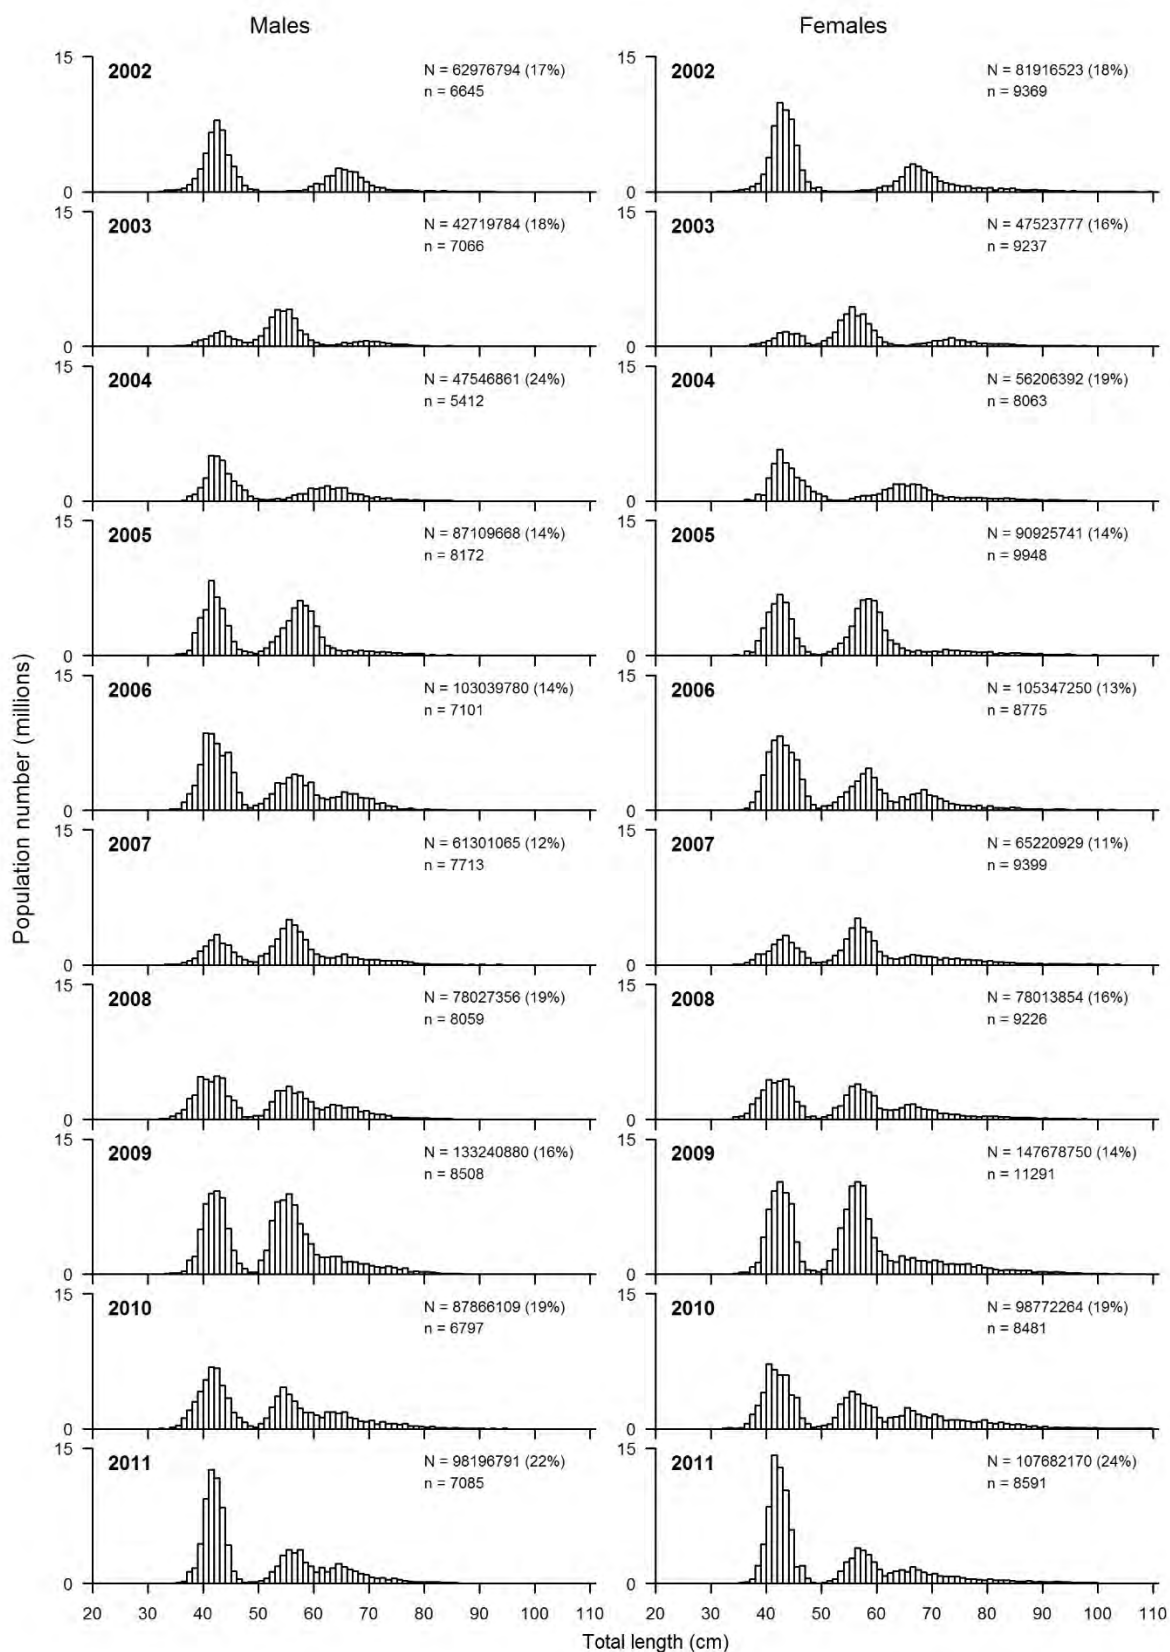 Males Females
15 2002 N = 62976794 (17%) 15 2002 N = 81916523 (18%)
n = 6645 n = 9369
0 0
15 2003 N = 42719784 (18%) 15 2003 N = 47523777 (16%)
n = 7066 n = 9237
0 0
15 2004 N = 47546861 (24%) 15 2004 N = 56206392 (19%)
n = 5412 n = 8063
0 0
15 2005 N = 87109668 (14%) 15 2005 N = 90925741 (14%)
n = 8172 n = 9948
0 0
15 2006 N = 103039780 (14%) 15 2006 N = 105347250 (13%)
n = 7101 n = 8775
0 0
15 2007 N = 61301065 (12%) 15 2007 N = 65220929 (11%)
n = 7713 n = 9399
0 0
15 2008 N = 78027356 (19%) 15 2008 N = 78013854 (16%)
n = 8059 n = 9226
0 0
15 2009 N = 133240880 (16%) 15 2009 N = 147678750 (14%)
n = 8508 n = 11291
0 0
15 2010 N = 87866109 (19%) 15 2010 N = 98772264 (19%)
n = 6797 n = 8481
0 0
15 2011 N = 98196791 (22%) 15 2011 N = 107682170 (24%)
n = 7085 n = 8591
0 0
20 30 40 50 60 70 80 90 100 110 20 30 40 50 60 70 80 90 100 110
Total length (cm)
Population number (millions)